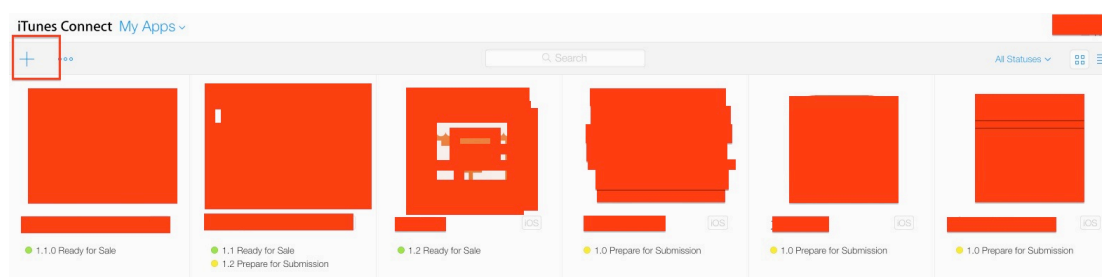 iTunes Connect My Apps
Search
All Statuses
iOS
iOS
iOS
iOS
1.1.0 Ready for Sale
1.1 Ready for Sale
1.2 Prepare for Submission
1.2 Ready for Sale
1.0 Prepare for Submission
1.0 Prepare for Submission
1.0 Prepare for Submission